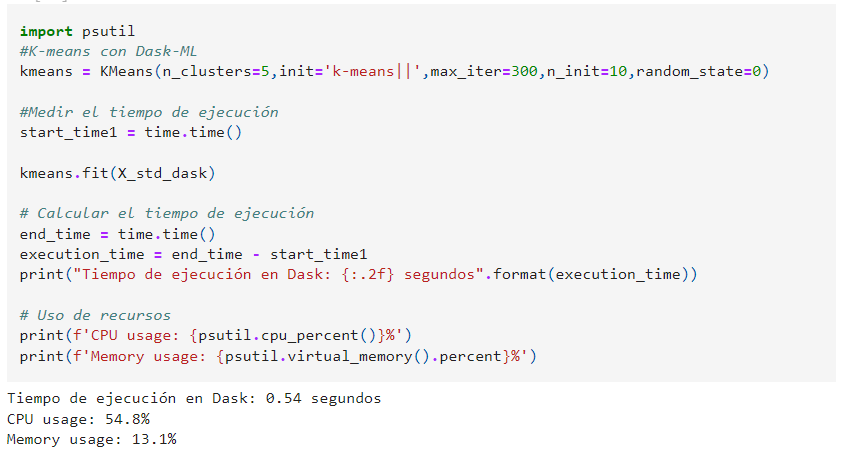 import psutil
#K-means con Dask-ML
kmeans = KMeans(n_clusters=5,init='k-means||',max_iter=300,n_init=10,random_state=0)
#Medir el tiempo de ejecución
start_time1 = time.time()
kmeans.fit(X_std_dask)
# Calcular el tiempo de ejecución
end_time = time.time()
execution_time = end_time - start_time1
print("Tiempo de ejecución en Dask: {:.2f} segundos".format(execution_time))
# Uso de recursos
print(f'CPU usage: {psutil.cpu_percent()}%')
print(f'Memory usage: {psutil.virtual_memory().percent}%')
Tiempo de ejecución en Dask: 0.54 segundos
CPU usage: 54.8%
Memory usage: 13.1%